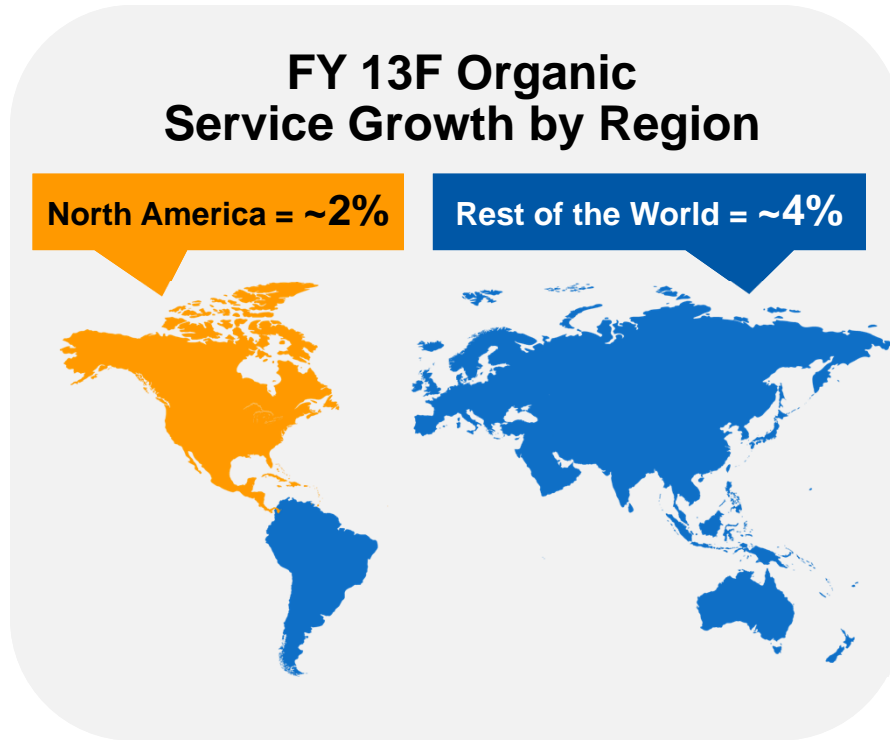 FY 13F Organic
Service Growth by Region
North America = ~2%
Rest of the World = ~4%